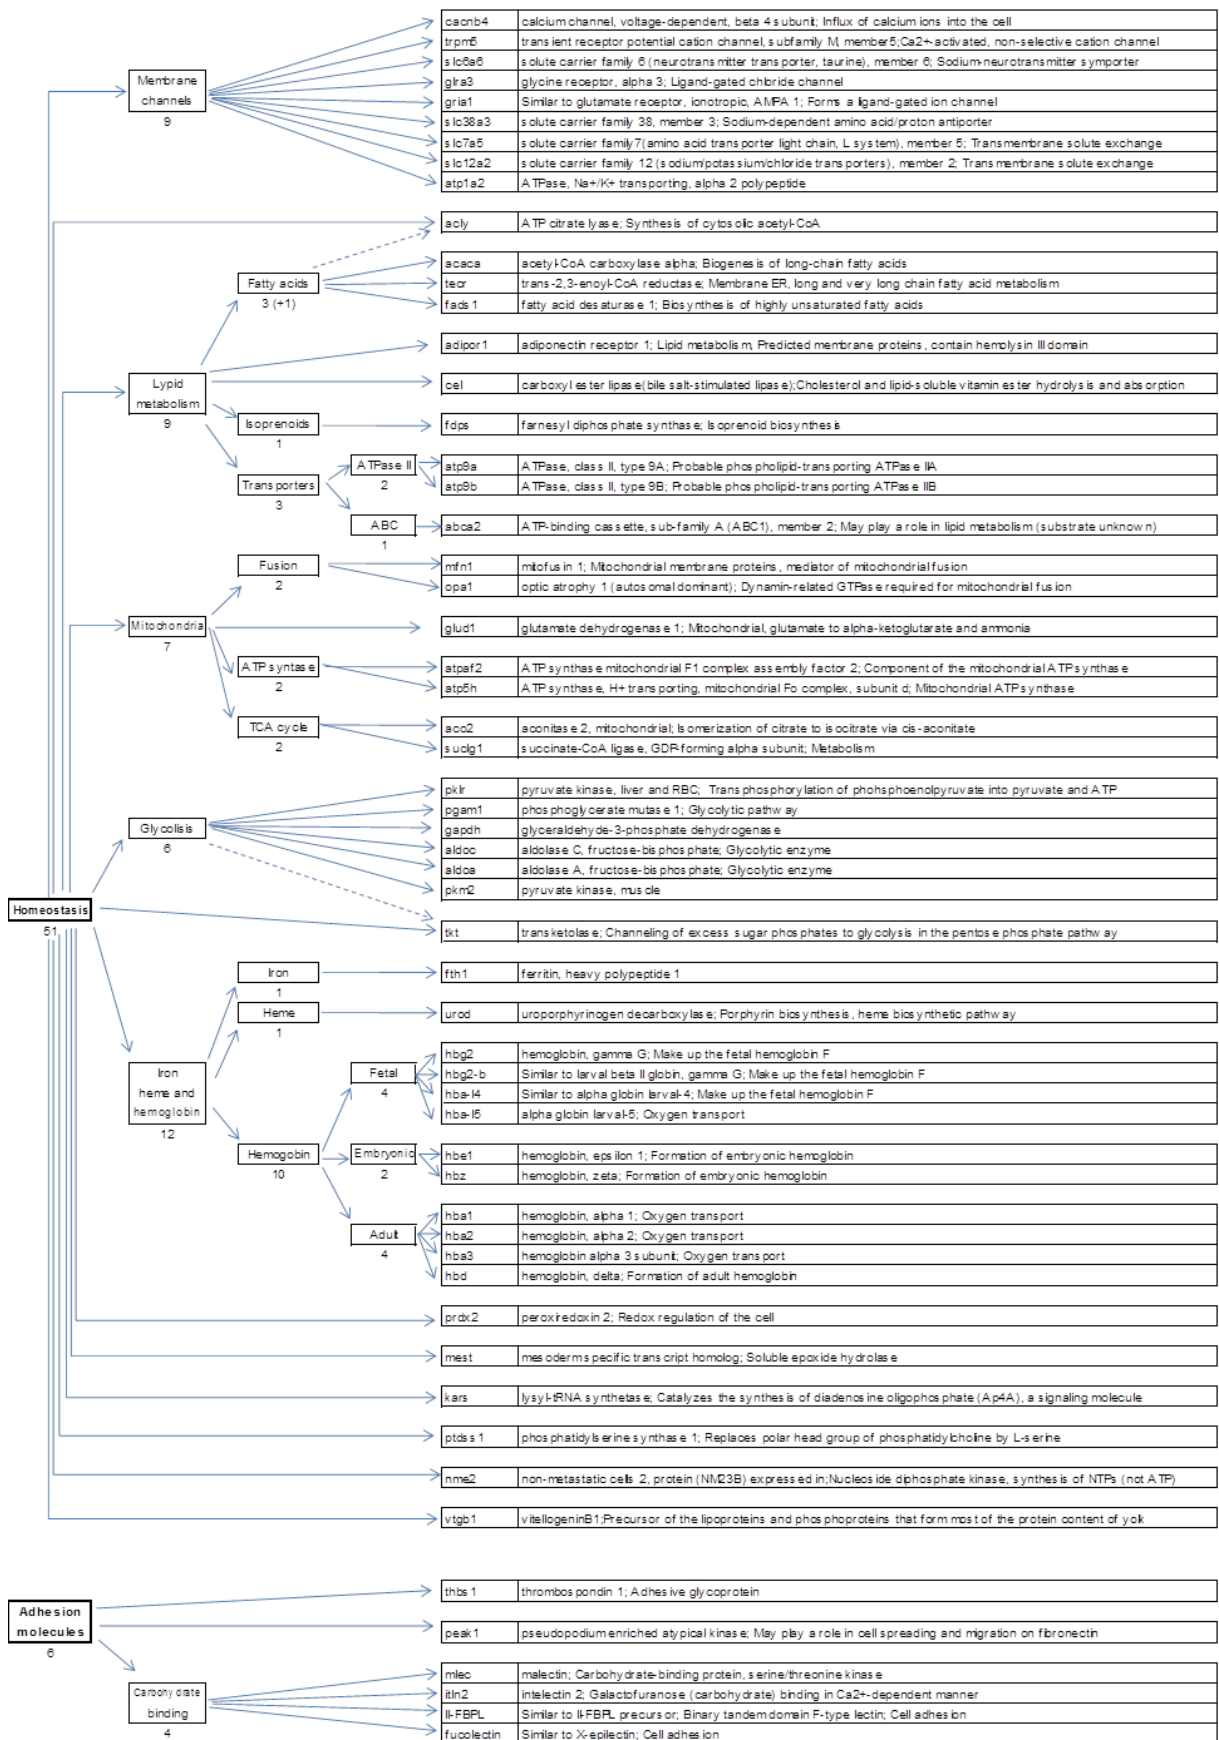 cacnb4 calcium channel, voltage-dependent, beta 4 subunit; Influx of calcium ions into the cell
trpm5 transient receptor potential cation channel, subfamily M, member5;Ca2+-activated, non-selective cation channel
slc6a6 solute carrier family 6 (neurotransmitter transporter, taurine), member 6; Sodium-neurotransmitter symporter
glra3 glycine receptor, alpha 3; Ligand-gated chloride channel
gria1 Similar to glutamate receptor, ionotropic, AMPA 1; Forms a ligand-gated ion channel
slc38a3 solute carrier family 38, member 3; Sodium-dependent amino acid/proton antiporter
slc7a5 solute carrier family7(amino acid transporter light chain, L system), member 5; Transmembrane solute exchange
slc12a2 solute carrier family 12 (sodium/potassium/chloride transporters), member 2; Transmembrane solute exchange
atp1a2 ATPase, Na+/K+ transporting, alpha 2 polypeptide
Membrane
channels
9
acly ATP citrate lyase; Synthesis of cytosolic acetyl-CoA
acaca acetyl-CoA carboxylase alpha; Biogenesis of long-chain fatty acids
tecr trans-2,3-enoyl-CoA reductase; Membrane ER, long and very long chain fatty acid metabolism
fads1 fatty acid desaturase 1; Biosynthesis of highly unsaturated fatty acids
Fatty acids
3 (+1)
adipor1 adiponectin receptor 1; Lipid metabolism, Predicted membrane proteins, contain hemolysin III domain
Lypid
metabolism
9
cel carboxyl ester lipase(bile salt-stimulated lipase);Cholesterol and lipid-soluble vitamin ester hydrolysis and absorption
Isoprenoids
1
fdps farnesyl diphosphate synthase; Isoprenoid biosynthesis
Transporters
3
ATPase II
2
atp9a ATPase, class II, type 9A; Probable phospholipid-transporting ATPase IIA
atp9b ATPase, class II, type 9B; Probable phospholipid-transporting ATPase IIB
ABC
1
abca2 ATP-binding cassette, sub-family A (ABC1), member 2; May play a role in lipid metabolism (substrate unknown)
Fusion
2
mfn1 mitofusin 1; Mitochondrial membrane proteins, mediator of mitochondrial fusion
opa1 optic atrophy 1 (autosomal dominant); Dynamin-related GTPase required for mitochondrial fusion
Mitochondria
7
glud1 glutamate dehydrogenase 1; Mitochondrial, glutamate to alpha-ketoglutarate and ammonia
ATPsyntase
2
atpaf2 ATP synthase mitochondrial F1 complex assembly factor 2; Component of the mitochondrial ATPsynthase
atp5h ATP synthase, H+ transporting, mitochondrial Fo complex, subunit d; Mitochondrial ATPsynthase
TCA cycle
2
aco2 aconitase 2, mitochondrial; Isomerization of citrate to isocitrate via cis-aconitate
suclg1 succinate-CoA ligase, GDP-forming alpha subunit; Metabolism
Glycolisis
6
pklr pyruvate kinase, liver and RBC; Transphosphorylation of phohsphoenolpyruvate into pyruvate and ATP
pgam1 phosphoglycerate mutase 1; Glycolytic pathway
gapdh glyceraldehyde-3-phosphate dehydrogenase
aldoc aldolase C, fructose-bisphosphate; Glycolytic enzyme
aldoa aldolase A, fructose-bisphosphate; Glycolytic enzyme
pkm2 pyruvate kinase, muscle
Homeostasis
51
tkt transketolase; Channeling of excess sugar phosphates to glycolysis in the pentose phosphate pathway
Iron
1
fth1 ferritin, heavy polypeptide 1
Heme
1
urod uroporphyrinogen decarboxylase; Porphyrin biosynthesis, heme biosynthetic pathway
Iron
heme and
hemoglobin
12
Fetal
4
hbg2 hemoglobin, gamma G; Make up the fetal hemoglobin F
hbg2-b Similar to larval beta II globin, gamma G; Make up the fetal hemoglobin F
hba-l4 Similar to alpha globin larval-4; Make up the fetal hemoglobin F
hba-l5 alpha globin larval-5; Oxygen transport
Hemogobin
10
Embryonic
2
hbe1 hemoglobin, epsilon 1; Formation of embryonic hemoglobin
hbz hemoglobin, zeta; Formation of embryonic hemoglobin
Adult
4
hba1 hemoglobin, alpha 1; Oxygen transport
hba2 hemoglobin, alpha 2; Oxygen transport
hba3 hemoglobin alpha 3 subunit; Oxygen transport
hbd hemoglobin, delta; Formation of adult hemoglobin
prdx2 peroxiredoxin 2; Redox regulation of the cell
mest mesoderm specific transcript homolog; Soluble epoxide hydrolase
kars lysyl-tRNA synthetase; Catalyzes the synthesis of diadenosine oligophosphate (Ap4A), a signaling molecule
ptdss1 phosphatidylserine synthase 1; Replaces polar head group of phosphatidylcholine by L-serine
nme2 non-metastatic cells 2, protein (NM23B) expressed in;Nucleoside diphosphate kinase, synthesis of NTPs (not ATP)
vtgb1 vitellogeninB1;Precursor of the lipoproteins and phosphoproteins that form most of the protein content of yolk
thbs1 thrombospondin 1; Adhesive glycoprotein
Adhesion
molecules
6
peak1 pseudopodium enriched atypical kinase; May play a role in cell spreading and migration on fibronectin
Carbohydrate
binding
4
mlec malectin; Carbohydrate-binding protein, serine/threonine kinase
itln2 intelectin 2; Galactofuranose (carbohydrate) binding in Ca2+-dependent manner
II-FBPL Similar to II-FBPL precursor; Binary tandem domain F-type lectin; Cell adhesion
fucolectin Similar to X-epilectin; Cell adhesion